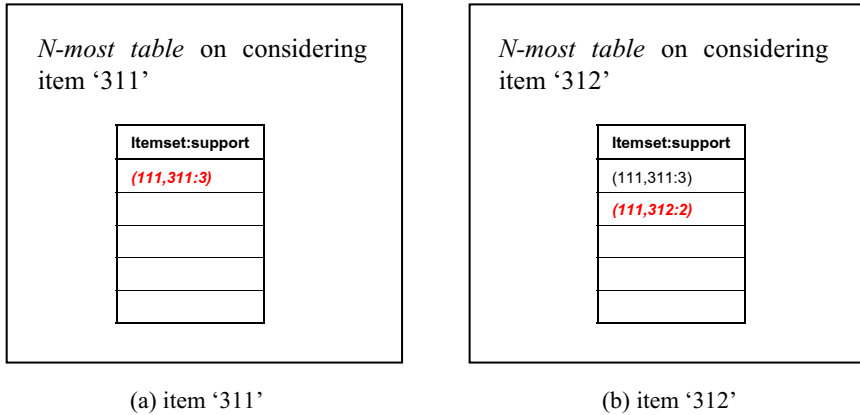 N-most table on considering
item ‘311’
Itemset:support
(111,311:3)
(a) item ‘311’
N-most table on considering
item ‘312’
Itemset:support
(111,311:3)
(111,312:2)
(b) item ‘312’